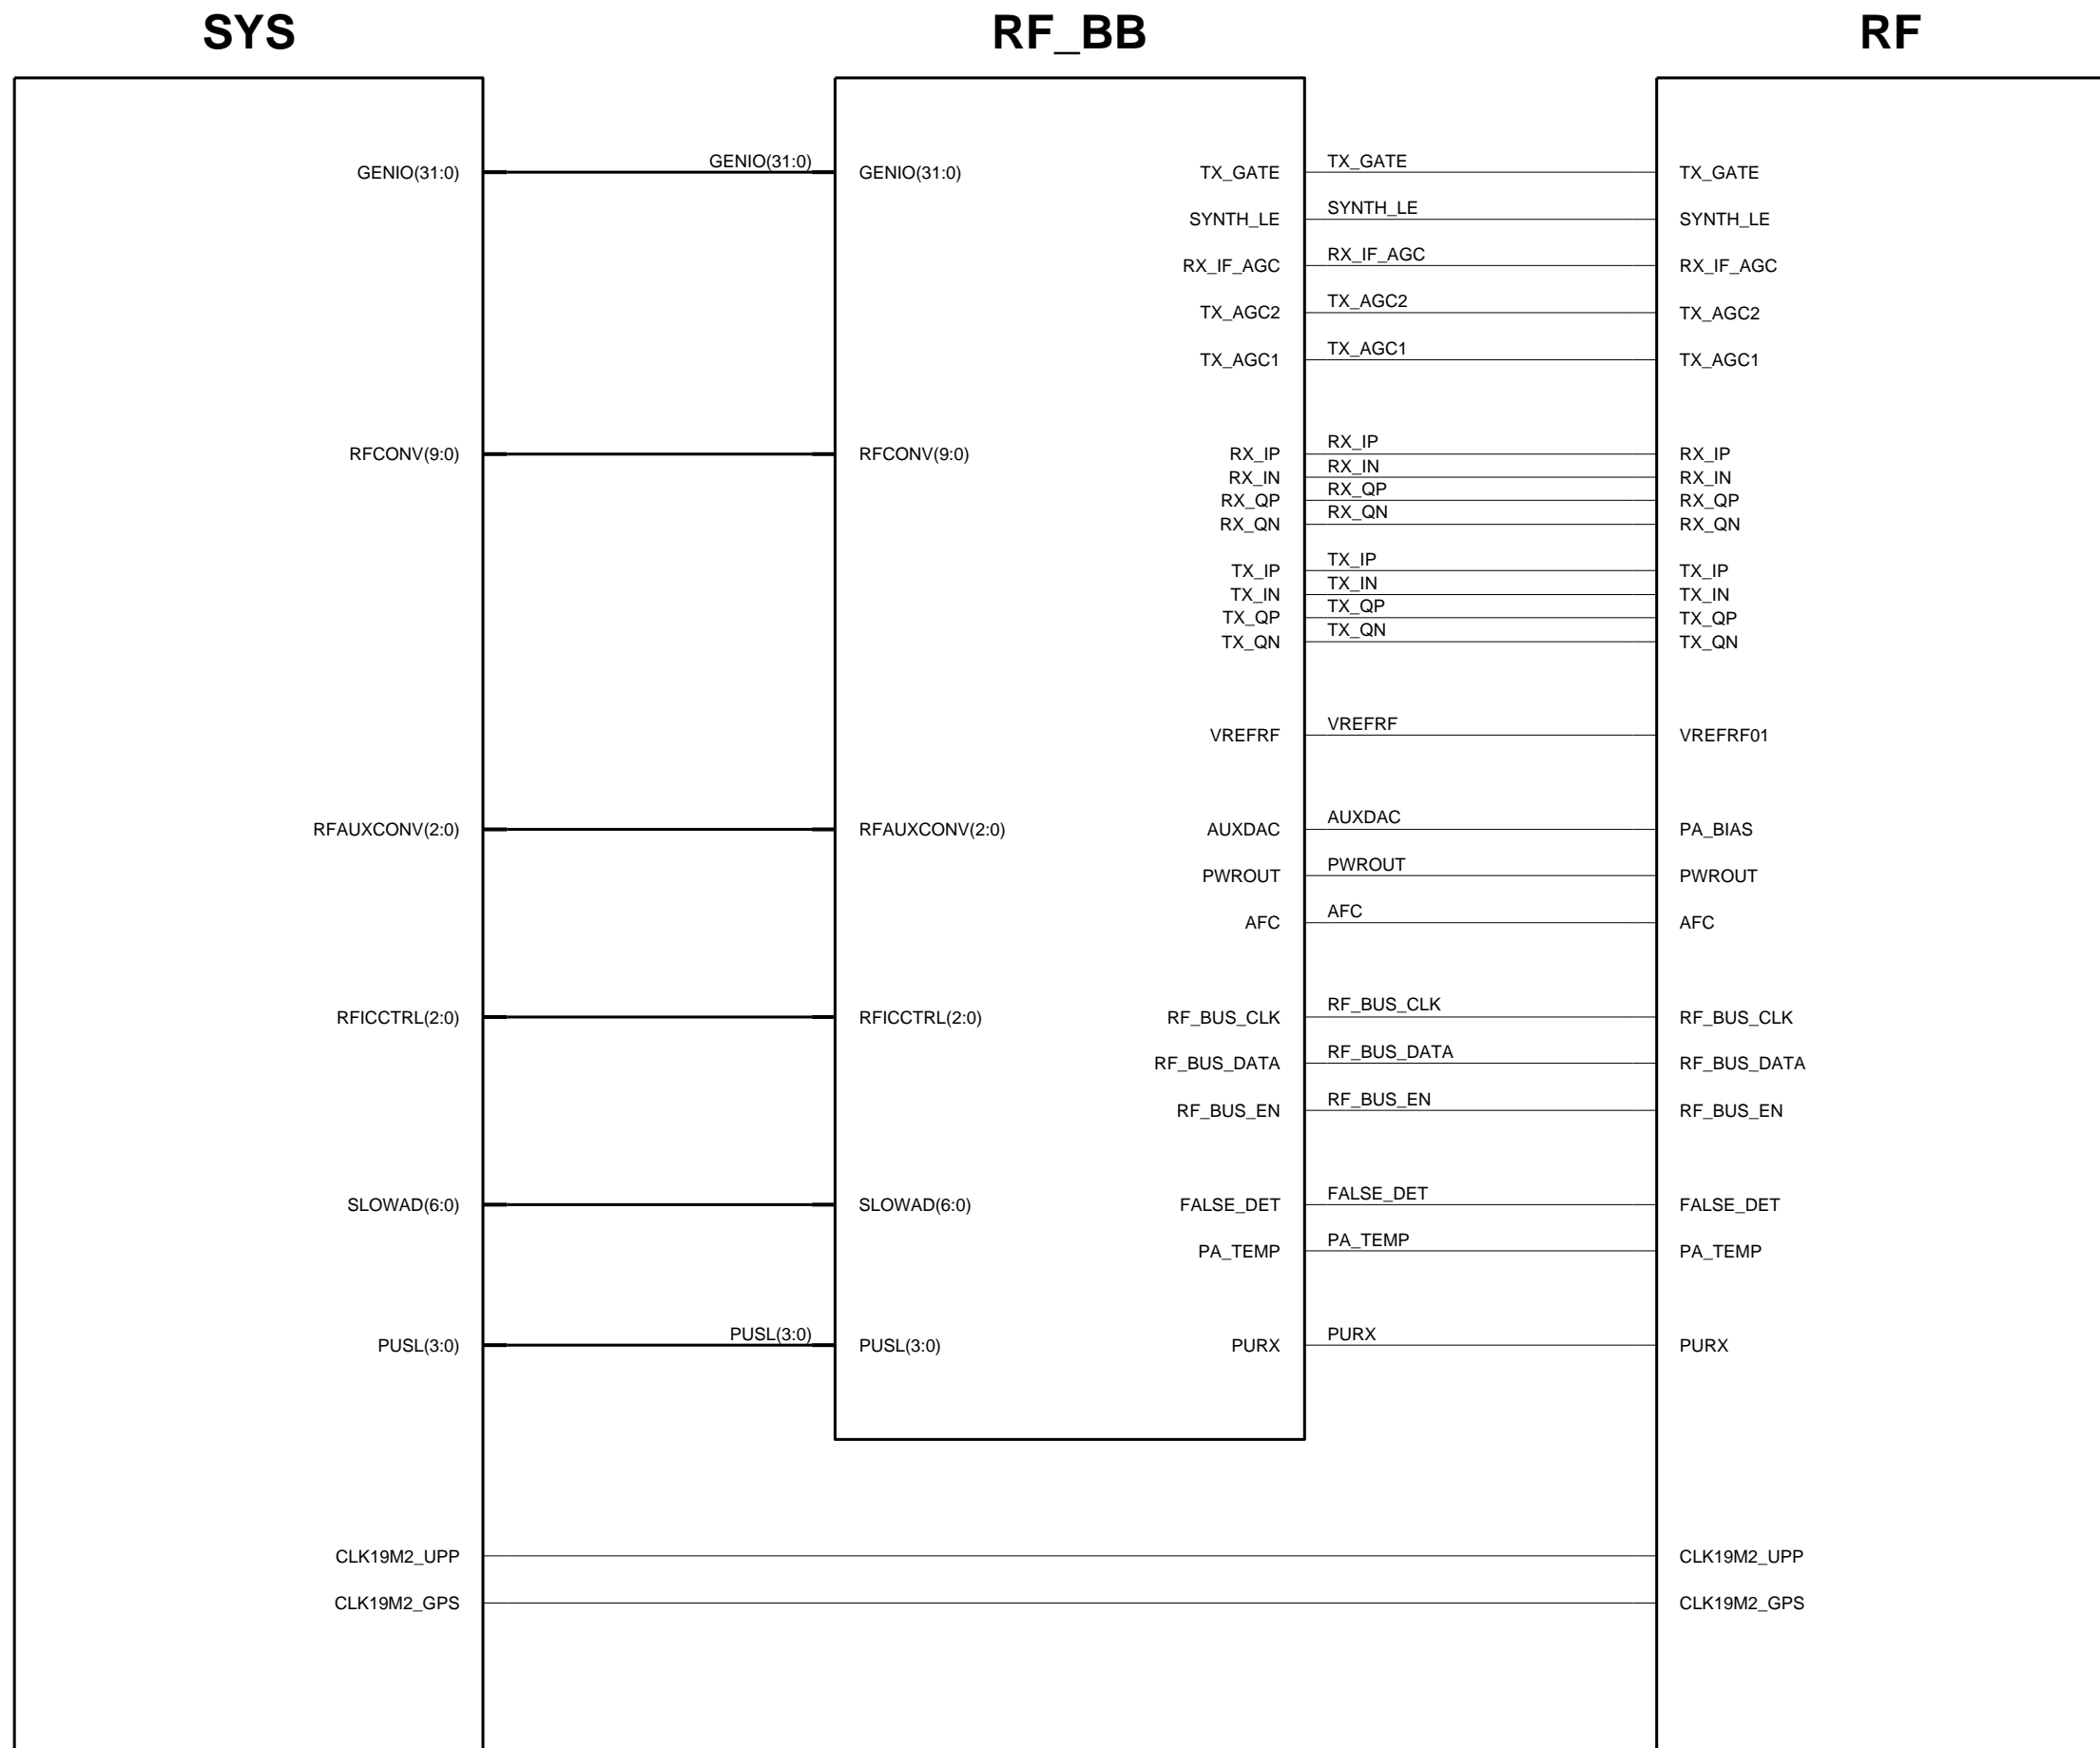 SYS RF_BB RF
GENIO(31:0) GENIO(31:0) GENIO(31:0) TX_GATE TX_GATE TX_GATE
SYNTH_LE SYNTH_LE SYNTH_LE
RX_IF_AGC RX_IF_AGC RX_IF_AGC
TX_AGC2 TX_AGC2 TX_AGC2
TX_AGC1 TX_AGC1 TX_AGC1
RFCONV(9:0) RFCONV(9:0) RX_IP RX_IP RX_IP
RX_IN RX_IN RX_IN
RX_QP RX_QP RX_QP
RX_QN RX_QN RX_QN
TX_IP TX_IP TX_IP
TX_IN TX_IN TX_IN
TX_QP TX_QP TX_QP
TX_QN TX_QN TX_QN
VREFRF VREFRF VREFRF01
RFAUXCONV(2:0) RFAUXCONV(2:0) AUXDAC AUXDAC PA_BIAS
PWROUT PWROUT PWROUT
AFC AFC AFC
RFICCTRL(2:0) RFICCTRL(2:0) RF_BUS_CLK RF_BUS_CLK RF_BUS_CLK
RF_BUS_DATA RF_BUS_DATA RF_BUS_DATA
RF_BUS_EN RF_BUS_EN RF_BUS_EN
SLOWAD(6:0) SLOWAD(6:0) FALSE_DET FALSE_DET FALSE_DET
PA_TEMP PA_TEMP PA_TEMP
PUSL(3:0) PUSL(3:0) PUSL(3:0) PURX PURX PURX
CLK19M2_UPP CLK19M2_UPP
CLK19M2_GPS CLK19M2_GPS